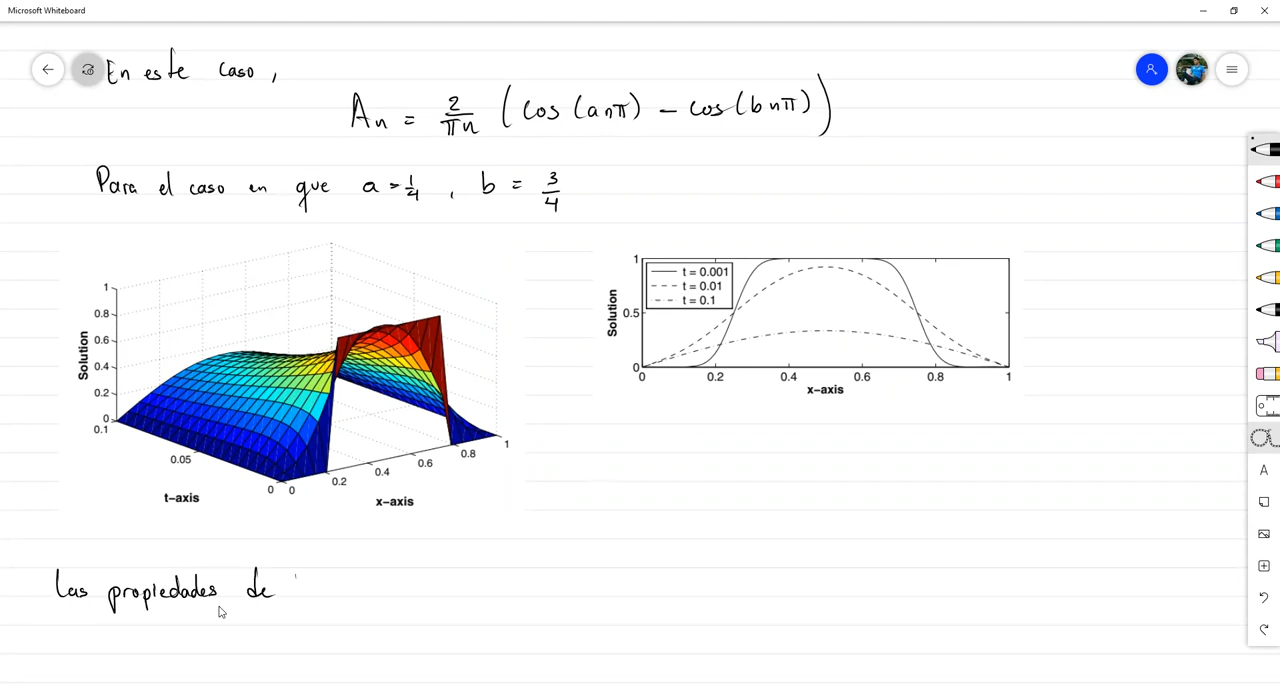 Microsoft Whiteboard
En este caso,
An = 2/πn (cos(anπ) - cos(bnπ))
Para el caso en que a = 1/4, b = 3/4
1
0.8
0.6
0.4
0.2
0
0.1
0.05
0
Solution
t-axis
0
0.2
0.4
0.6
0.8
1
x-axis
1
0.5
0
Solution
t = 0.001
t = 0.01
t = 0.1
0
0.2
0.4
0.6
0.8
1
x-axis
Las propiedades de
A